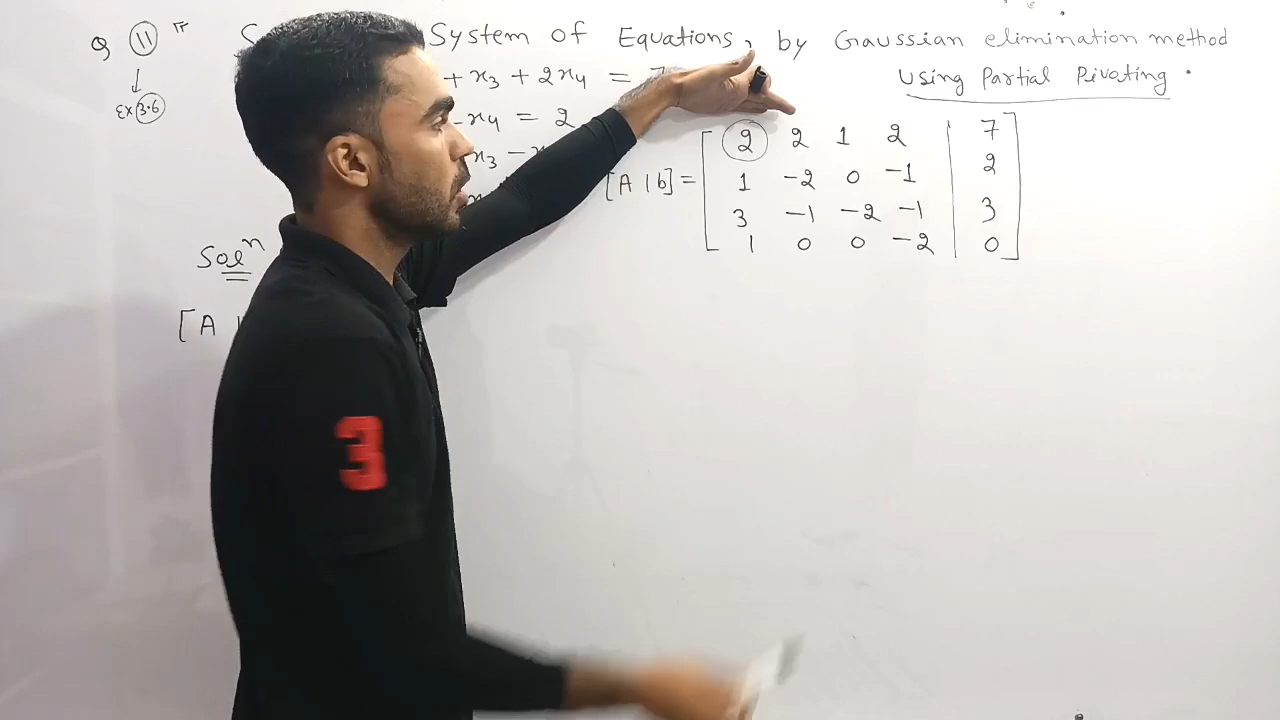 Q 11 System of Equations, by Gaussian elimination method
Using Partial Pivoting.
Ex 3.6
+ x3 + 2x4 = 7
- x4 = 2
x3 -
Solⁿ
[A |
[A | b] =
2 2 1 2 | 7
1 -2 0 -1 | 2
3 -1 -2 -1 | 3
1 0 0 -2 | 0
3